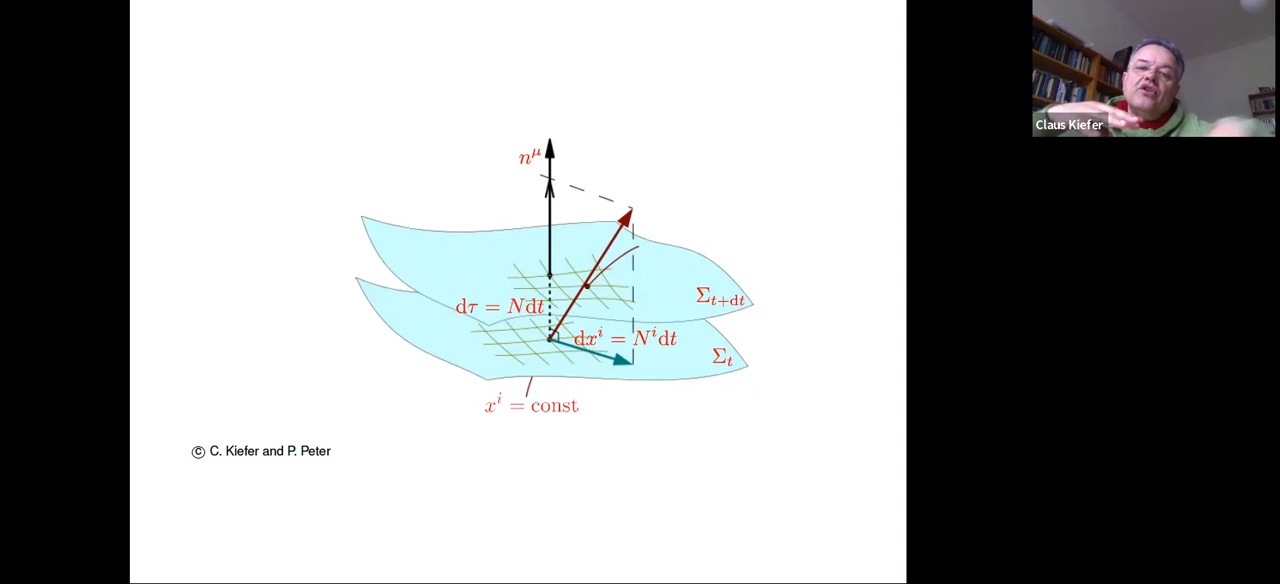 Claus Kiefer
n^μ
dτ = Ndt
Σ_{t+dt}
dx^i = N^i dt
Σ_t
x^i = const
© C. Kiefer and P. Peter